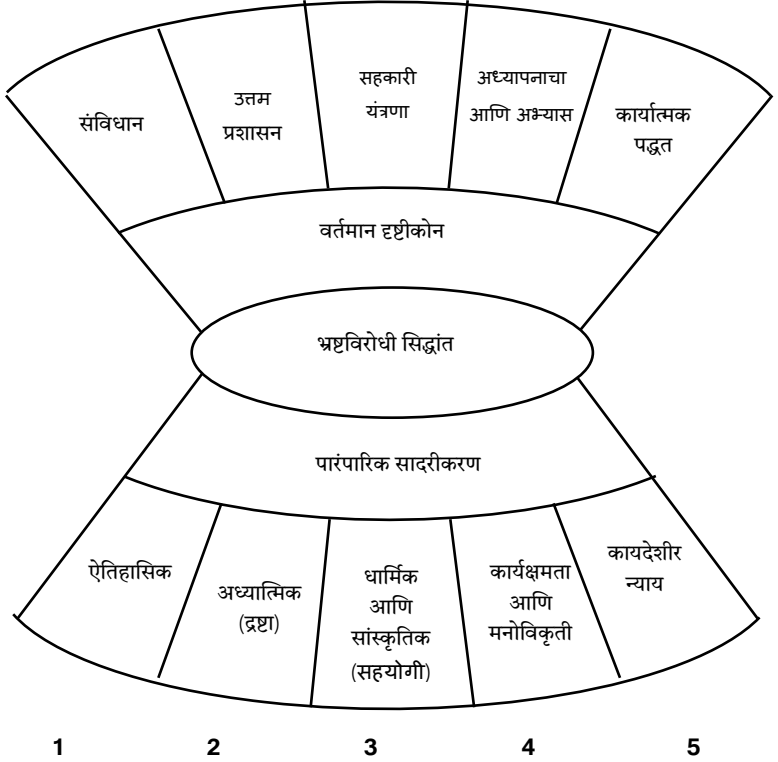 संविधान
उत्तम
प्रशासन
सहकारी
यंत्रणा
अध्यापनाचा
आणि अभ्यास
कार्यात्मक
पद्धत
वर्तमान दृष्टीकोन
भ्रष्टविरोधी सिद्धांत
पारंपारिक सादरीकरण
ऐतिहासिक
अध्यात्मिक
(द्रष्टा)
धार्मिक
आणि
सांस्कृतिक
(सहयोगी)
कार्यक्षमता
आणि
मनोविकृती
कायदेशीर
न्याय
1 2 3 4 5